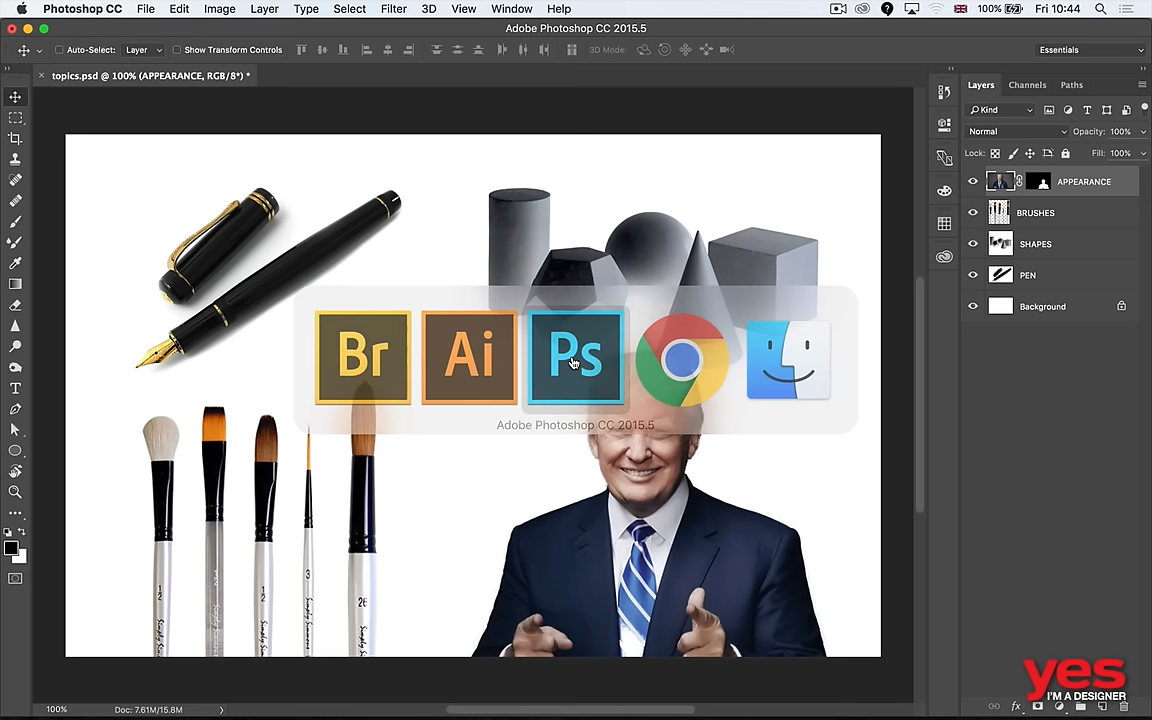 Photoshop CC File Edit Image Layer Type Select Filter 3D View Window Help 100% Fri 10:44
Adobe Photoshop CC 2015.5
Auto-Select: Layer Show Transform Controls 3D Mode: Essentials
topics.psd @ 100% (APPEARANCE, RGB/8*) *
Layers Channels Paths
Kind
Normal Opacity: 100%
Lock: Fill: 100%
APPEARANCE
BRUSHES
SHAPES
PEN
Background
Br Ai Ps
Adobe Photoshop CC 2015.5
3
26
yes
I'M A DESIGNER
100% Doc: 7.61M/15.8M
fx